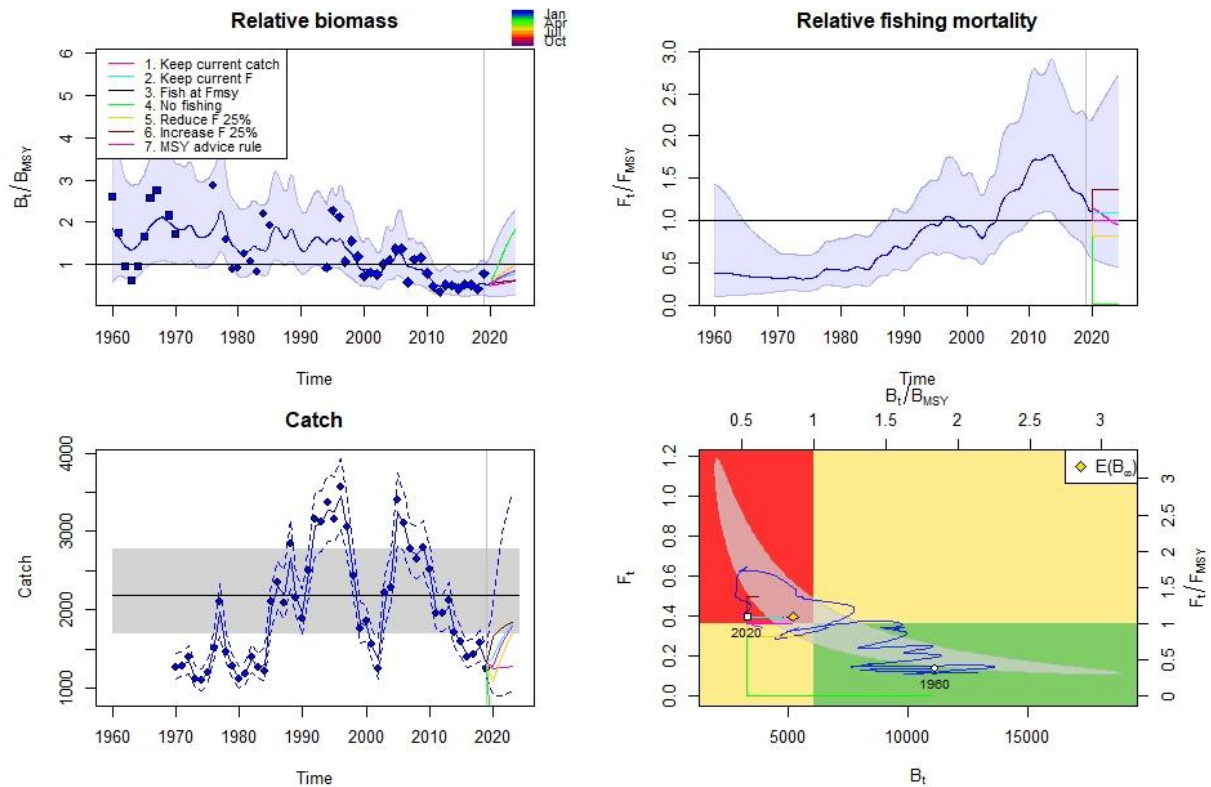 Relative biomass
Jan
Apr
Jul
Oct
6
5
4
3
2
1
1. Keep current catch
2. Keep current F
3. Fish at Fmsy
4. No fishing
5. Reduce F 25%
6. Increase F 25%
7. MSY advice rule
Bt/BMSY
1960 1970 1980 1990 2000 2010 2020
Time
Relative fishing mortality
3.0
2.5
2.0
1.5
1.0
0.5
0.0
Ft/FMSY
1960 1970 1980 1990 2000 2010 2020
Time
Catch
4000
3000
2000
1000
Catch
1960 1970 1980 1990 2000 2010 2020
Time
Bt/BMSY
0.5 1 1.5 2 2.5 3
1.2
1.0
0.8
0.6
0.4
0.2
0.0
Ft
E(B∞)
2020
1960
3
2.5
2
1.5
1
0.5
0
Ft/FMSY
5000 10000 15000
Bt